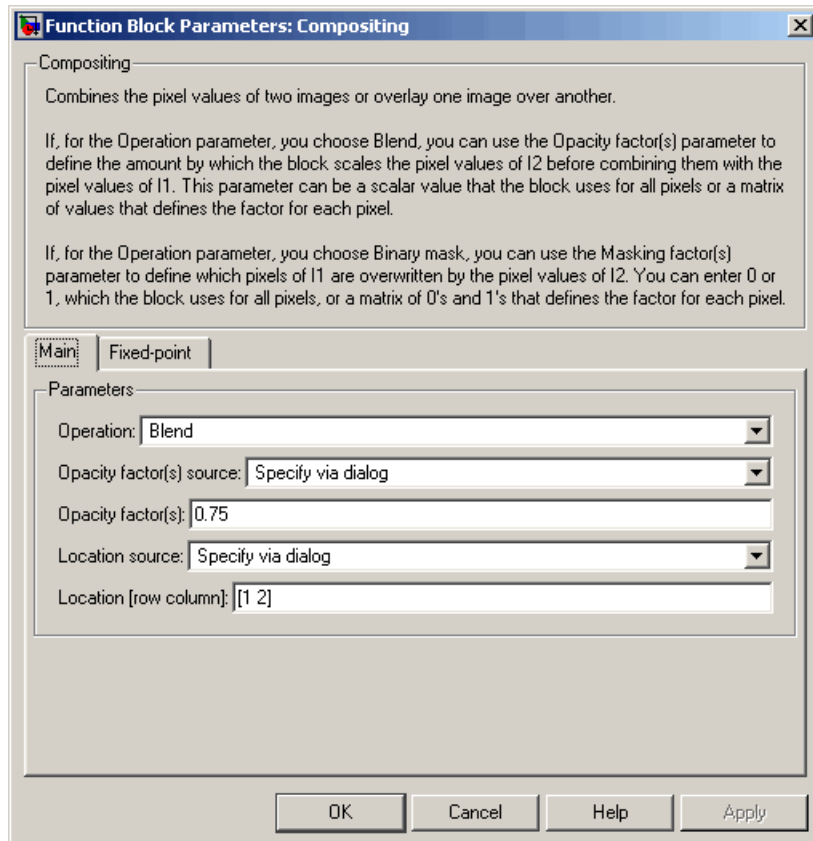 Function Block Parameters: Compositing
Compositing
Combines the pixel values of two images or overlay one image over another.
If, for the Operation parameter, you choose Blend, you can use the Opacity factor(s) parameter to
define the amount by which the block scales the pixel values of I2 before combining them with the
pixel values of I1. This parameter can be a scalar value that the block uses for all pixels or a matrix
of values that defines the factor for each pixel.
If, for the Operation parameter, you choose Binary mask, you can use the Masking factor(s)
parameter to define which pixels of I1 are overwritten by the pixel values of I2. You can enter 0 or
1, which the block uses for all pixels, or a matrix of 0's and 1's that defines the factor for each pixel.
Main Fixed-point
Parameters
Operation: Blend
Opacity factor(s) source: Specify via dialog
Opacity factor(s): 0.75
Location source: Specify via dialog
Location [row column]: [1 2]
OK Cancel Help Apply